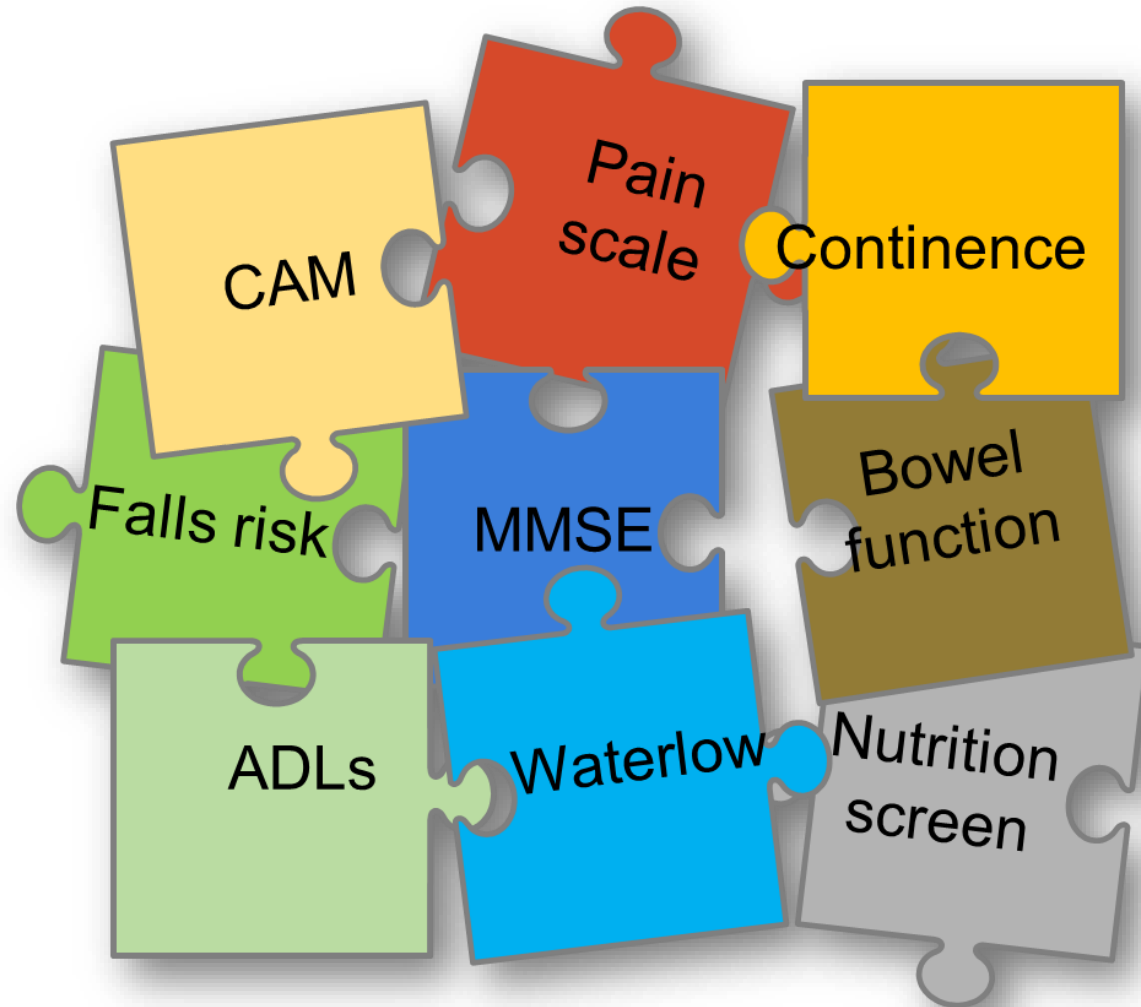 CAM
Pain
scale
Continence
Falls risk
MMSE
Bowel
function
ADLs
Waterlow
Nutrition
screen